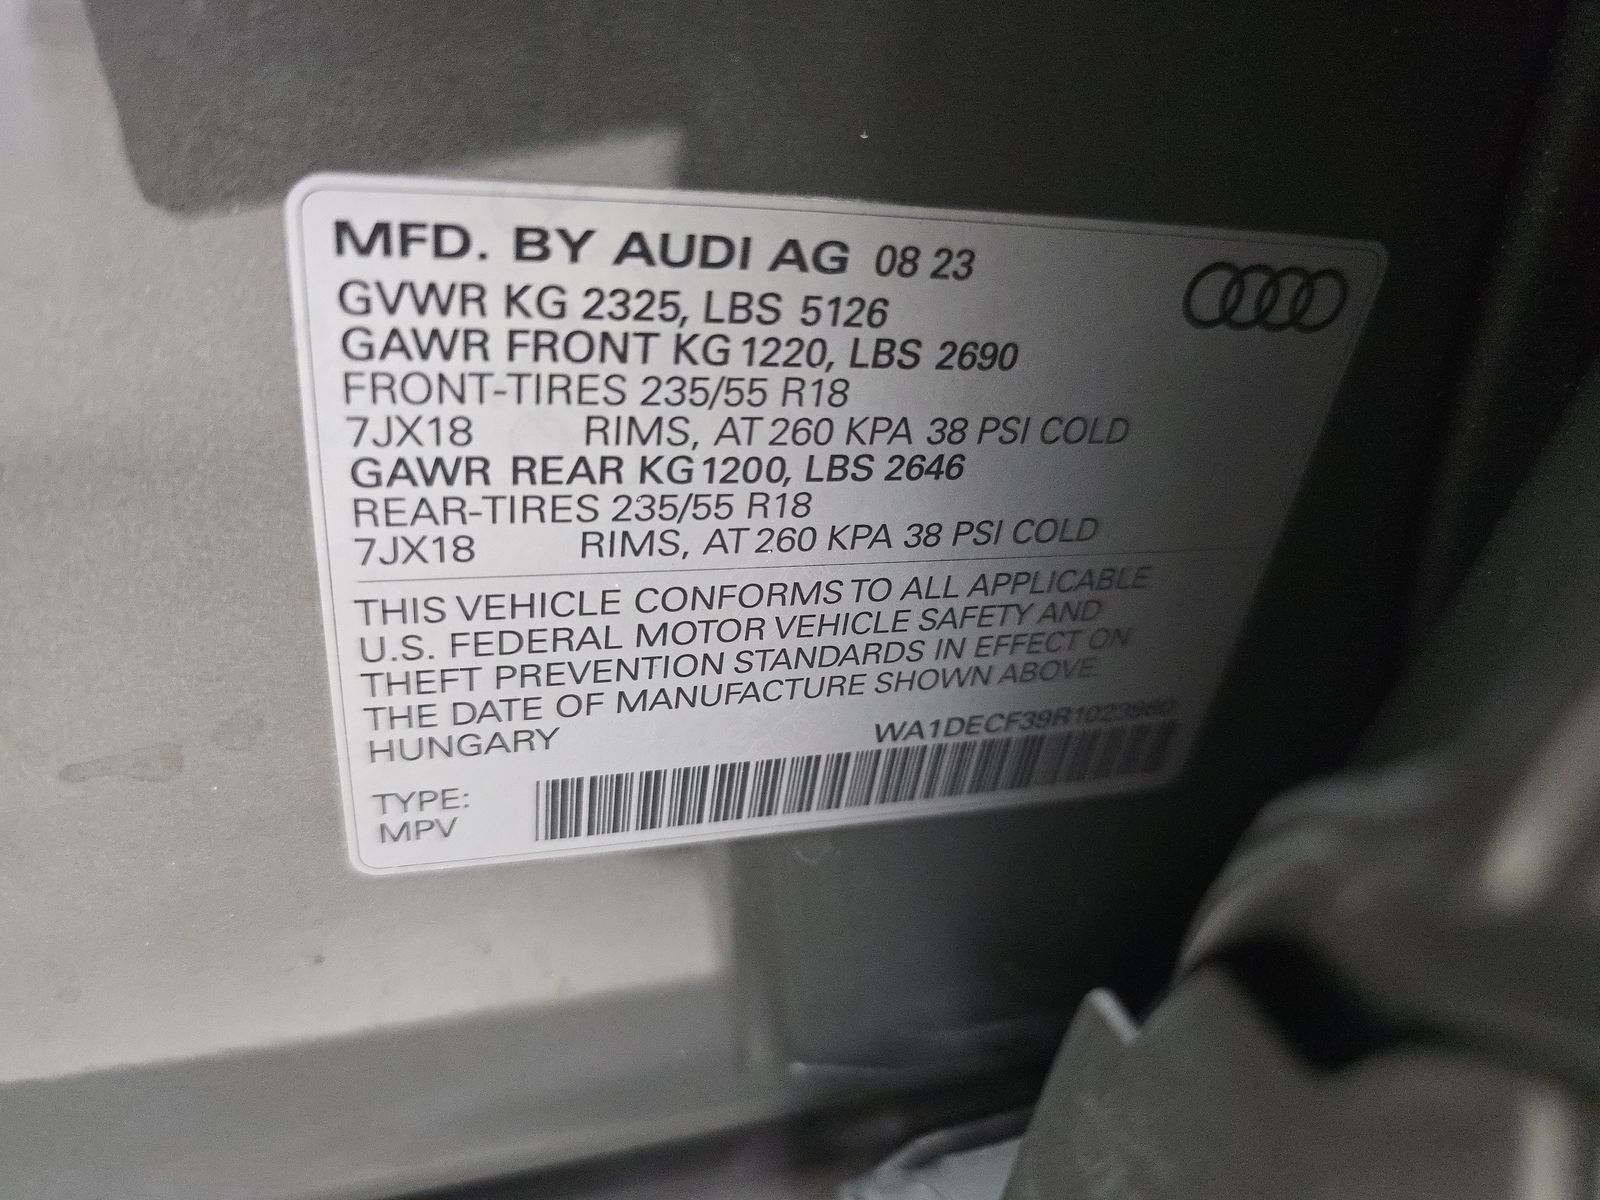 MFD. BY AUDI AG 08 23
GVWR KG 2325, LBS 5126
GAWR FRONT KG 1220, LBS 2690
FRONT-TIRES 235/55 R18
7JX18 RIMS, AT 260 KPA 38 PSI COLD
GAWR REAR KG 1200, LBS 2646
REAR-TIRES 235/55 R18
7JX18 RIMS, AT 260 KPA 38 PSI COLD
THIS VEHICLE CONFORMS TO ALL APPLICABLE
U.S. FEDERAL MOTOR VEHICLE SAFETY AND
THEFT PREVENTION STANDARDS IN EFFECT ON
THE DATE OF MANUFACTURE SHOWN ABOVE.
HUNGARY
TYPE:
MPV